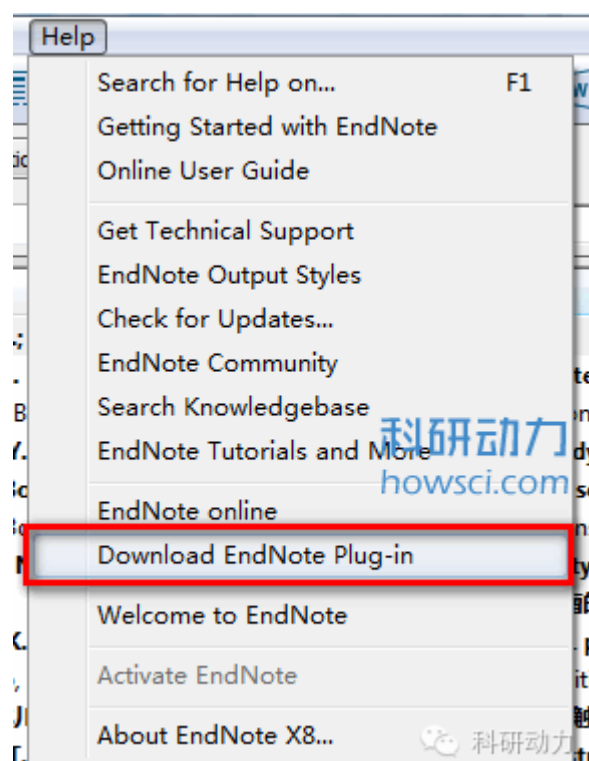 Help
Search for Help on... F1
Getting Started with EndNote
Online User Guide
Get Technical Support
EndNote Output Styles
Check for Updates...
EndNote Community
Search Knowledgebase
EndNote Tutorials and More
科研动力
howsci.com
EndNote online
Download EndNote Plug-in
Welcome to EndNote
Activate EndNote
About EndNote X8...
科研动力